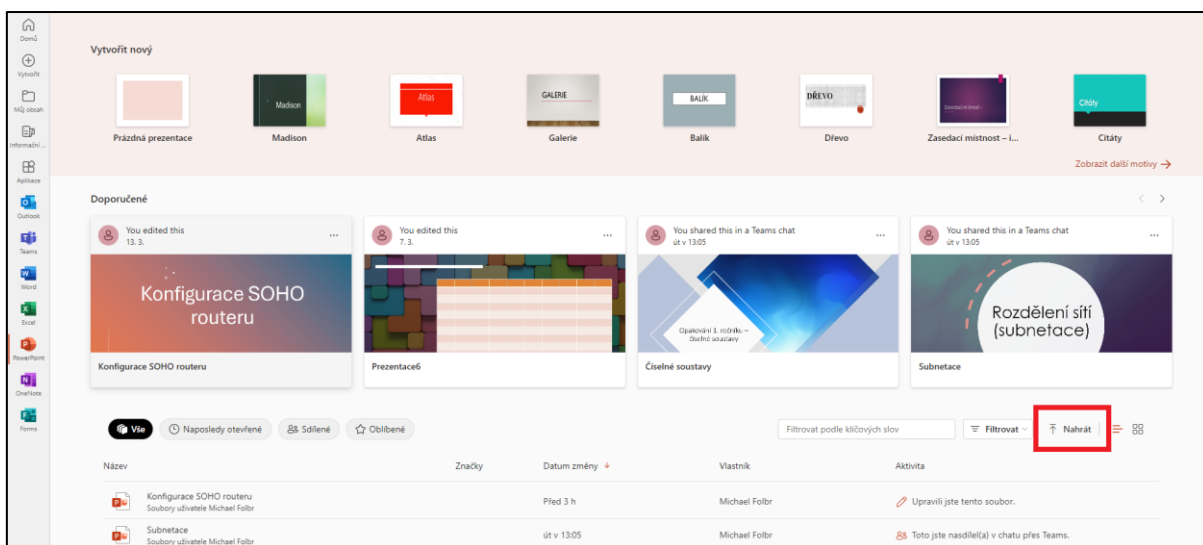 Domů
Vytvořit
Můj obsah
Informační ...
Aplikace
Outlook
Teams
Word
Excel
PowerPoint
OneNote
Forms
Vytvořit nový
Madison
Atlas
GALERIE
BALÍK
DŘEVO
Zasedací místnost –
Citáty
Prázdná prezentace
Madison
Atlas
Galerie
Balík
Dřevo
Zasedací místnost – i...
Citáty
Zobrazit další motivy →
Doporučené
You edited this
13. 3.
Konfigurace SOHO
routeru
Konfigurace SOHO routeru
You edited this
7. 3.
Prezentace6
You shared this in a Teams chat
út v 13:05
Opakování 1. ročníku –
číselné soustavy
Číselné soustavy
You shared this in a Teams chat
út v 13:05
Rozdělení sítí
(subnetace)
Subnetace
Vše
Naposledy otevřené
Sdílené
Oblíbené
Filtrovat podle klíčových slov
Filtrovat
Nahrát
Název Značky Datum změny ↓ Vlastník Aktivita
Konfigurace SOHO routeru Před 3 h Michael Folbr Upravili jste tento soubor.
Soubory uživatele Michael Folbr
Subnetace út v 13:05 Michael Folbr Toto jste nasdílel(a) v chatu přes Teams.
Soubory uživatele Michael Folbr